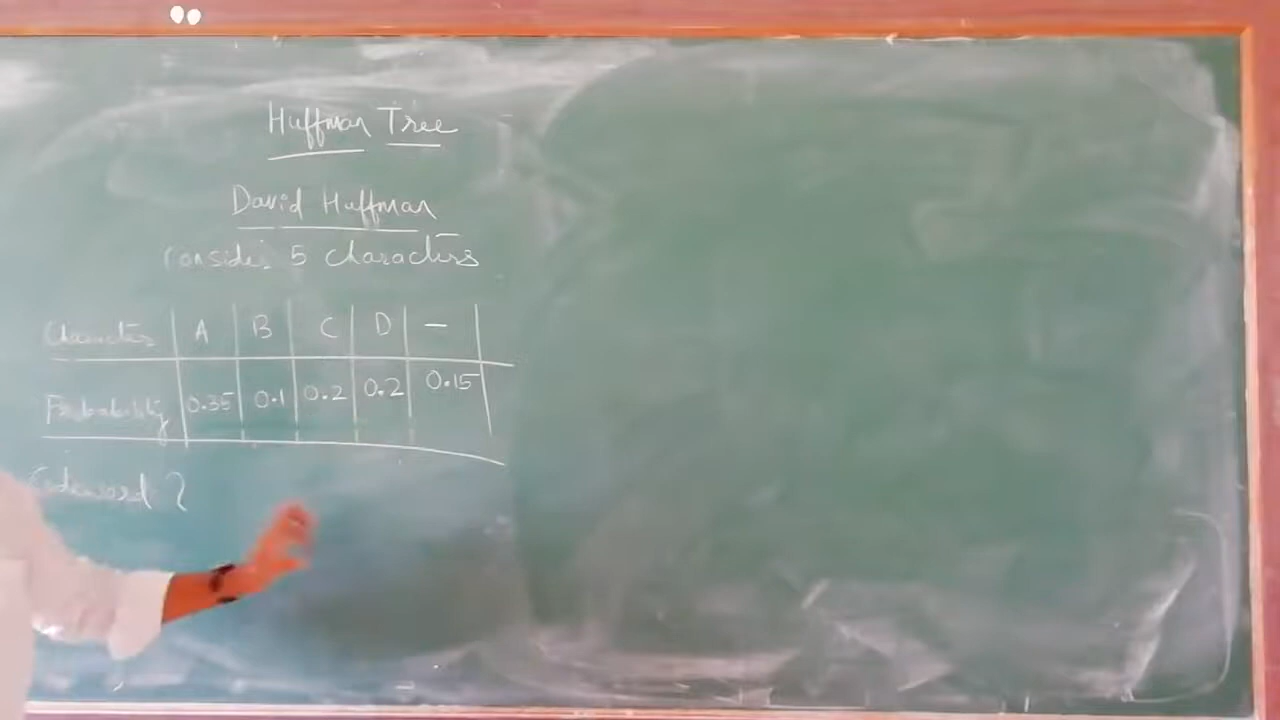 Huffman Tree
David Huffman
consider 5 characters
Character A B C D —
Probability 0.35 0.1 0.2 0.2 0.15
Codeword ?